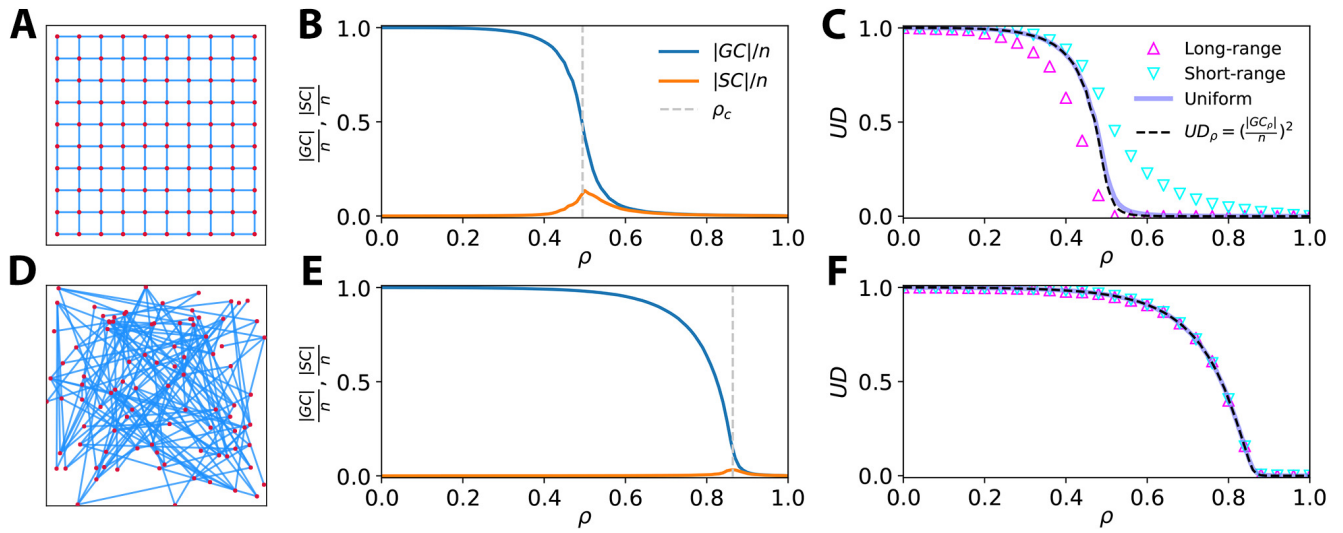 A
B
1.0
0.5
0.0
|GC|/n , |SC|/n
|GC|/n
|SC|/n
ρc
0.0 0.2 0.4 0.6 0.8 1.0
ρ
C
1.0
0.5
0.0
UD
Long-range
Short-range
Uniform
UDρ = (|GCρ|/n)²
0.0 0.2 0.4 0.6 0.8 1.0
ρ
D
E
1.0
0.5
0.0
|GC|/n , |SC|/n
0.0 0.2 0.4 0.6 0.8 1.0
ρ
F
1.0
0.5
0.0
UD
0.0 0.2 0.4 0.6 0.8 1.0
ρ